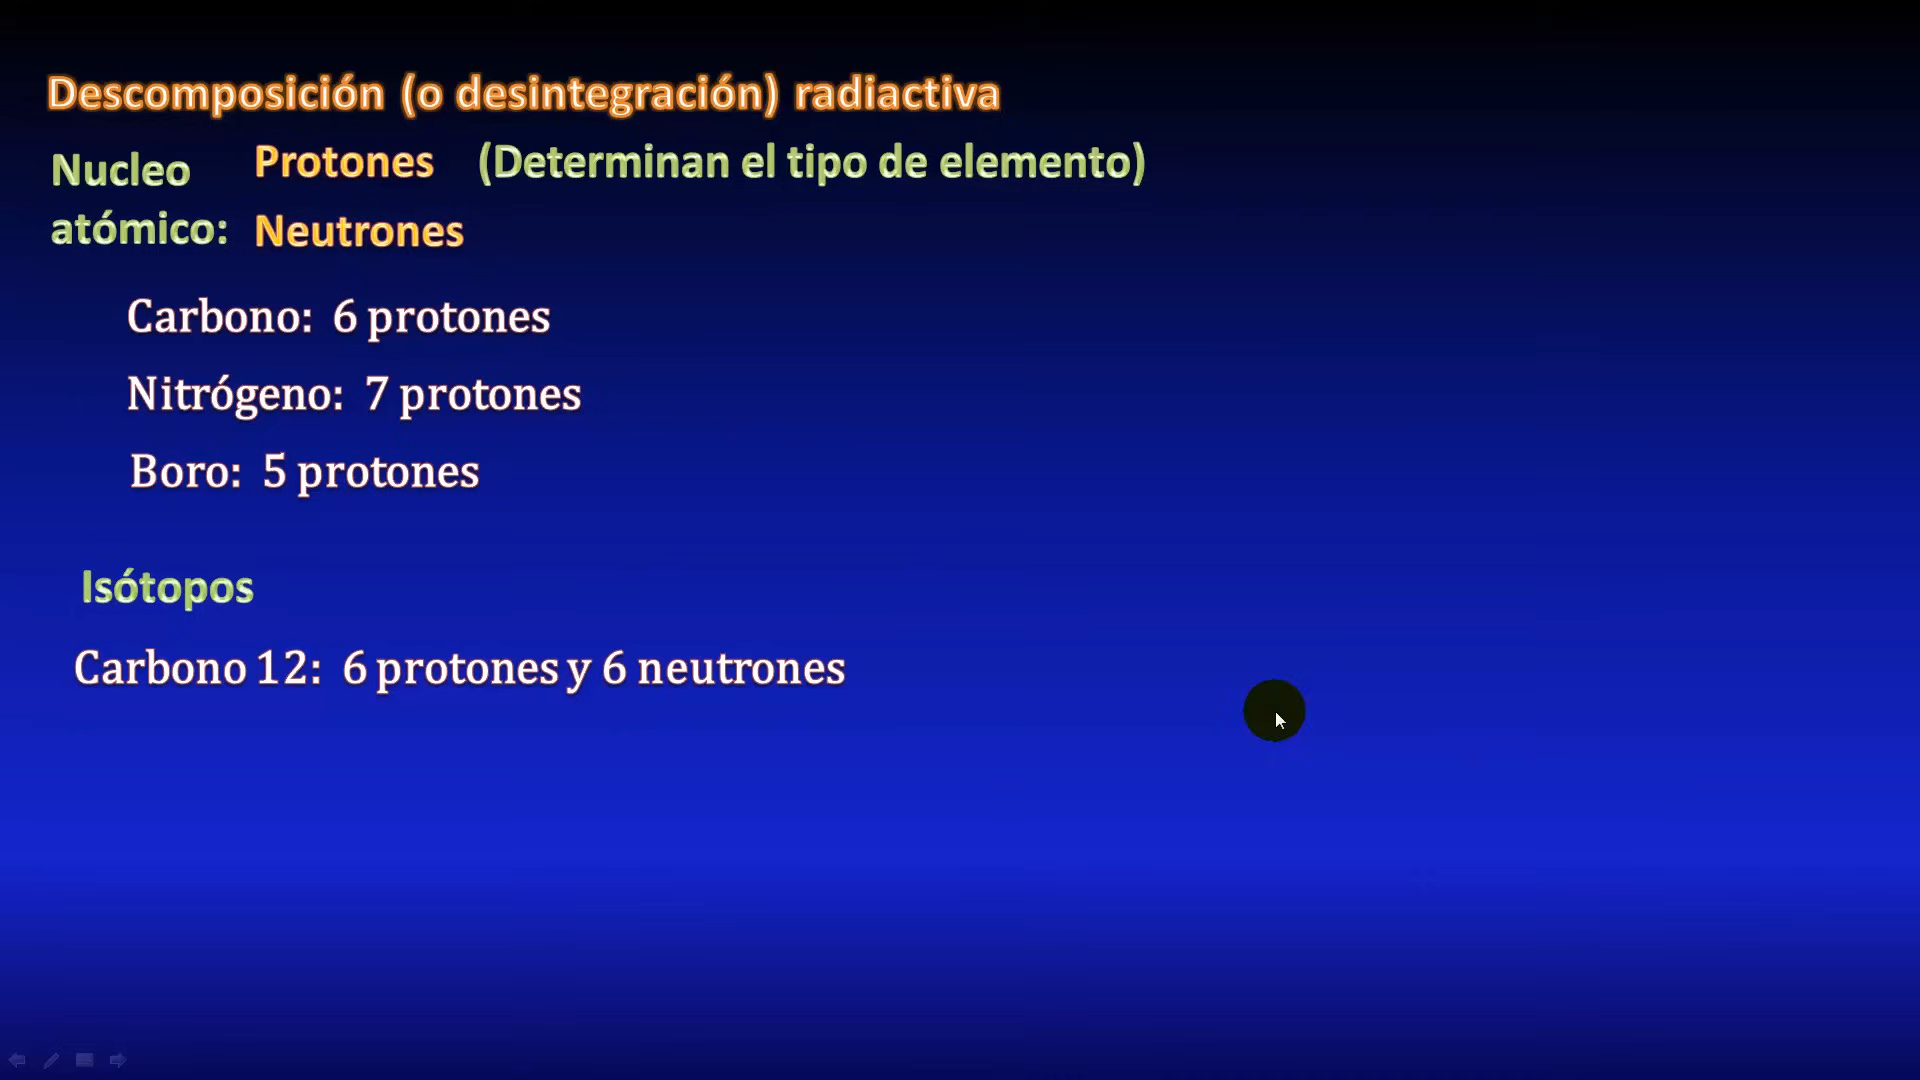 Descomposición (o desintegración) radiactiva
Nucleo Protones (Determinan el tipo de elemento)
atómico: Neutrones
Carbono: 6 protones
Nitrógeno: 7 protones
Boro: 5 protones
Isótopos
Carbono 12: 6 protones y 6 neutrones